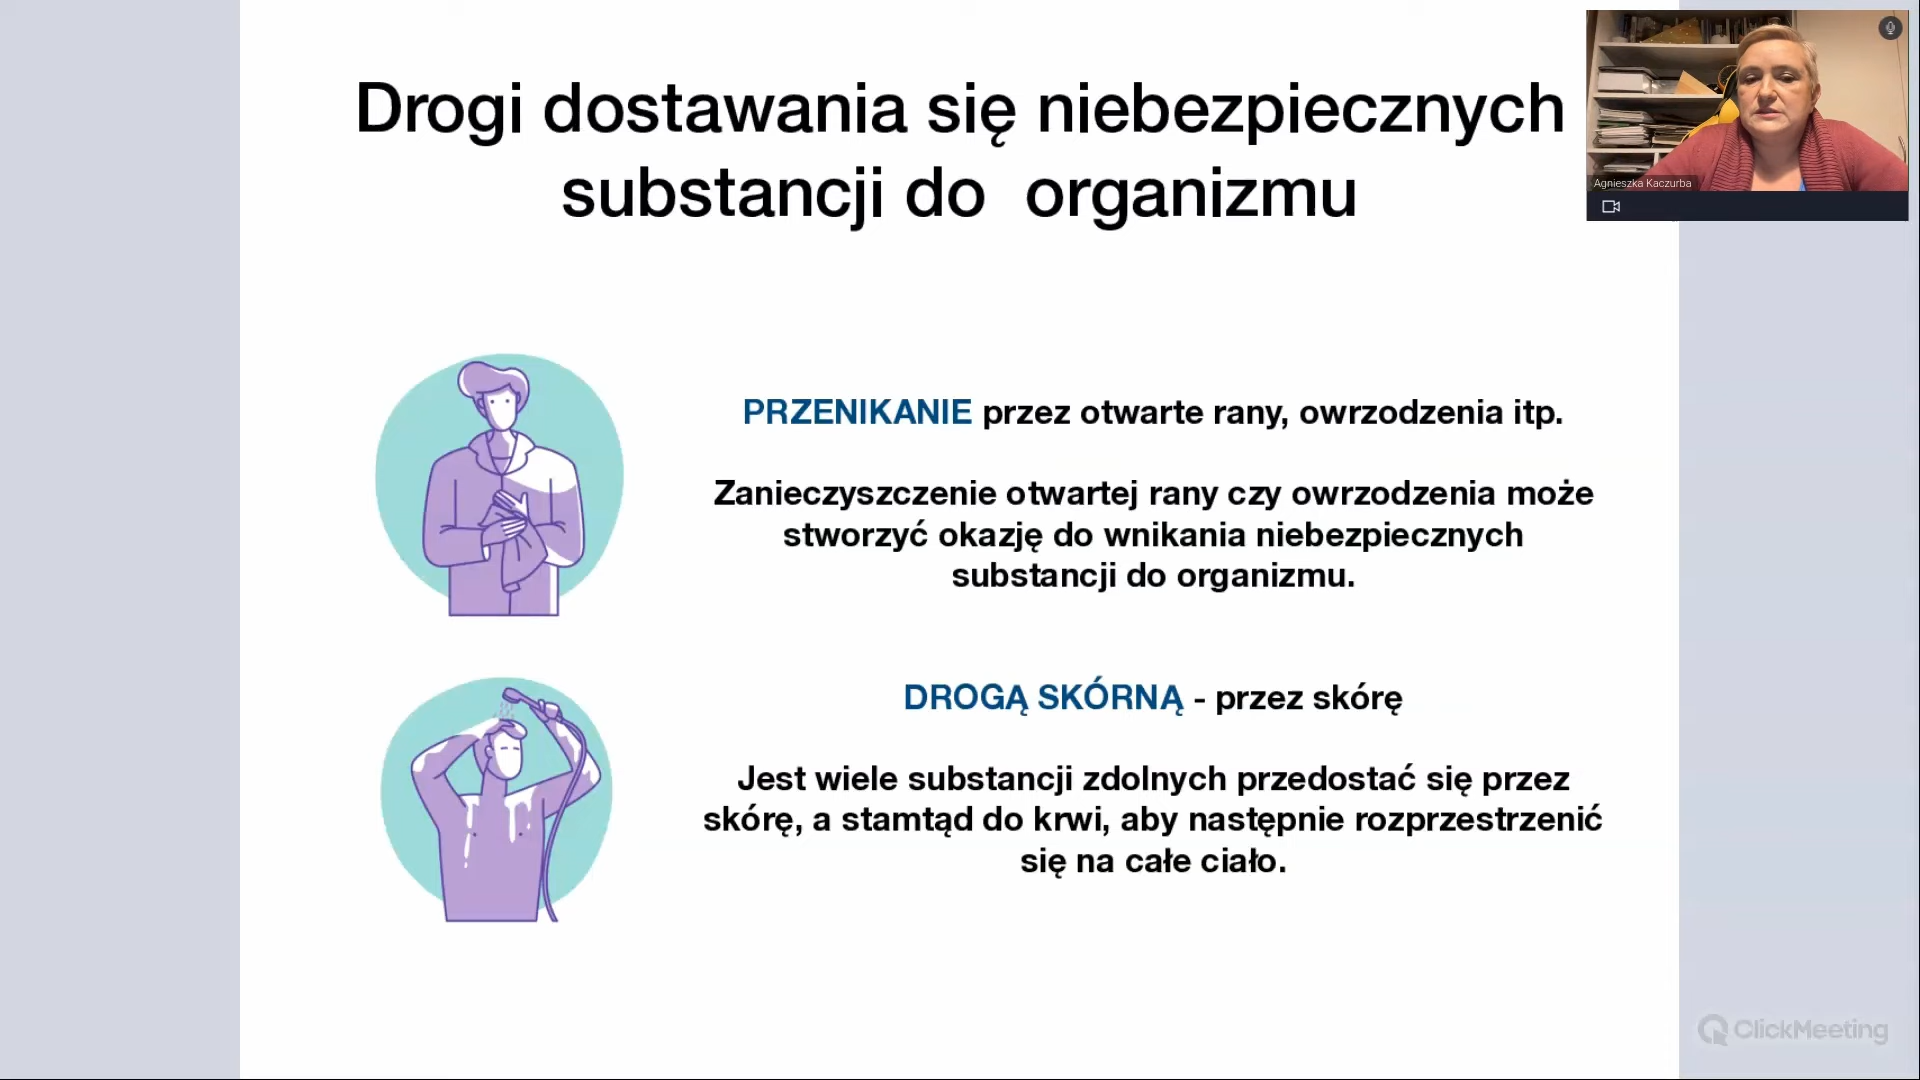 Drogi dostawania się niebezpiecznych
substancji do  organizmu
Agnieszka Kaczurba
PRZENIKANIE przez otwarte rany, owrzodzenia itp.
Zanieczyszczenie otwartej rany czy owrzodzenia może
stworzyć okazję do wnikania niebezpiecznych
substancji do organizmu.
DROGĄ SKÓRNĄ - przez skórę
Jest wiele substancji zdolnych przedostać się przez
skórę, a stamtąd do krwi, aby następnie rozprzestrzenić
się na całe ciało.
ClickMeeting